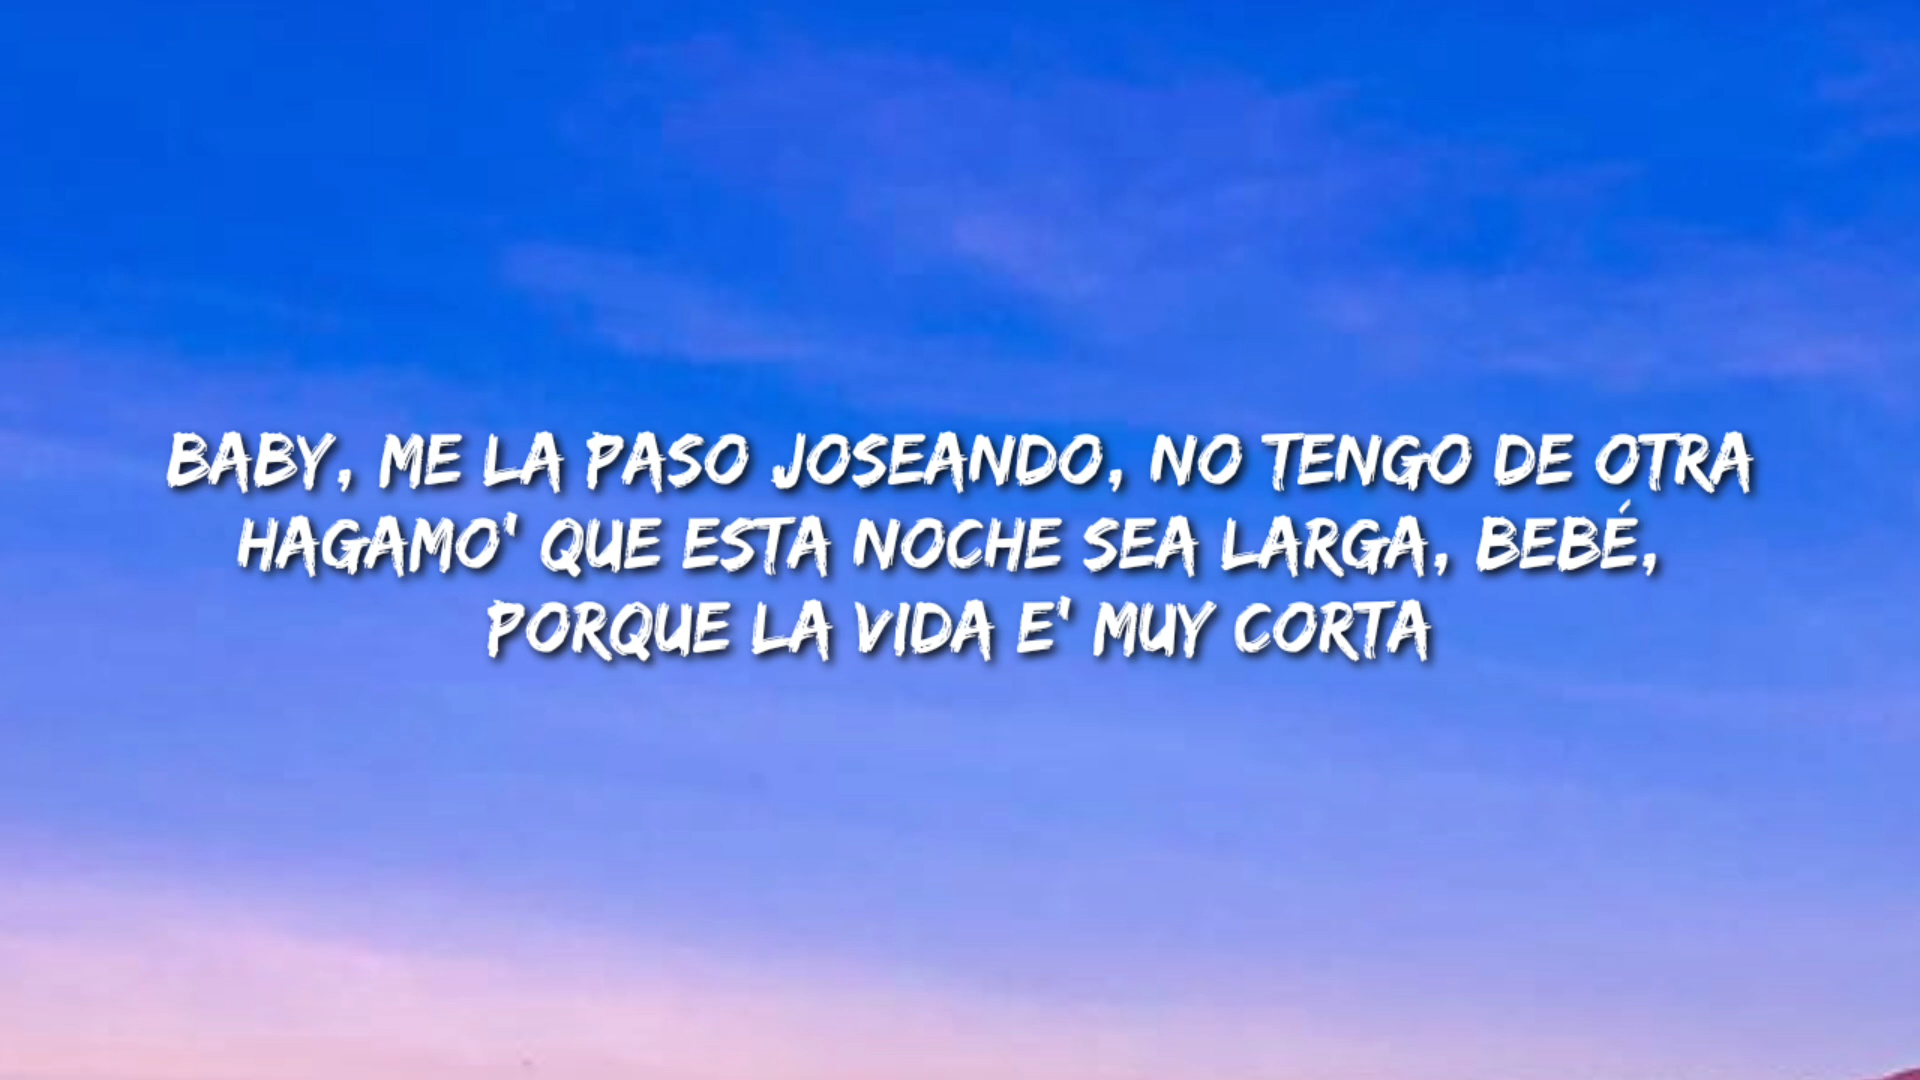 BABY, ME LA PASO JOSEANDO, NO TENGO DE OTRA
HAGAMO' QUE ESTA NOCHE SEA LARGA, BEBÉ,
PORQUE LA VIDA E' MUY CORTA